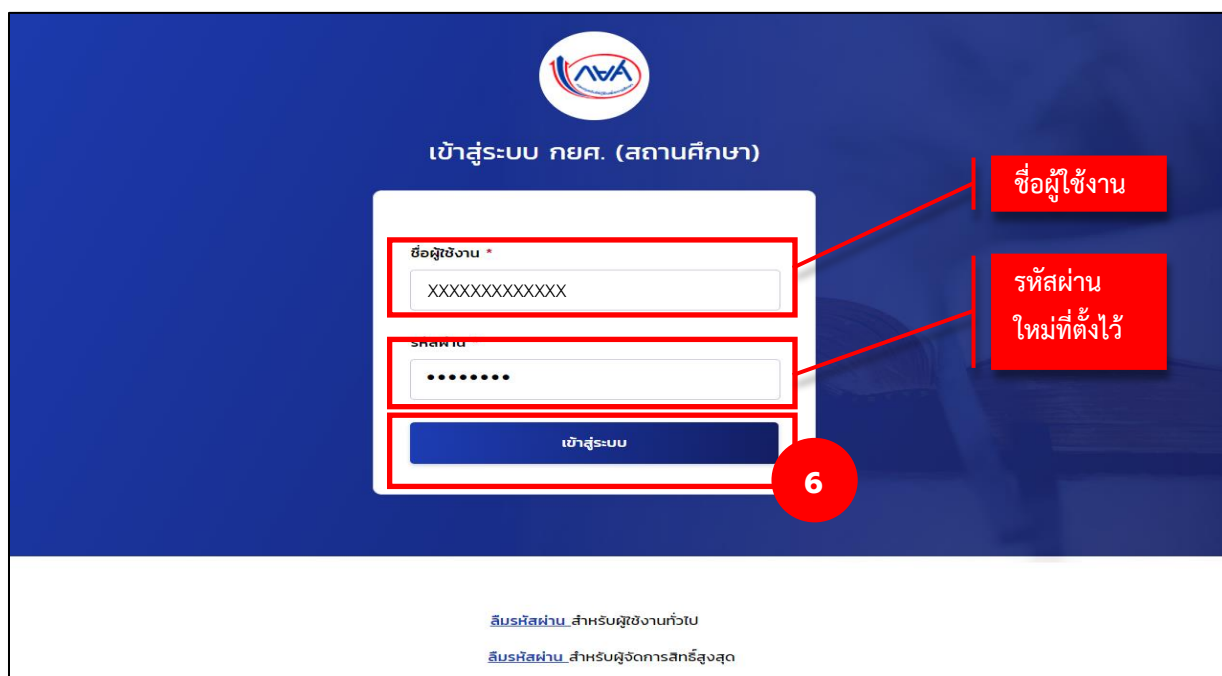 กยศ
เข้าสู่ระบบ กยศ. (สถานศึกษา)
ชื่อผู้ใช้งาน
ชื่อผู้ใช้งาน *
XXXXXXXXXXXXX
รหัสผ่าน
ใหม่ที่ตั้งไว้
รหัสผ่าน
••••••••
เข้าสู่ระบบ
6
ลืมรหัสผ่าน สำหรับผู้ใช้งานทั่วไป
ลืมรหัสผ่าน สำหรับผู้จัดการสิทธิ์สูงสุด